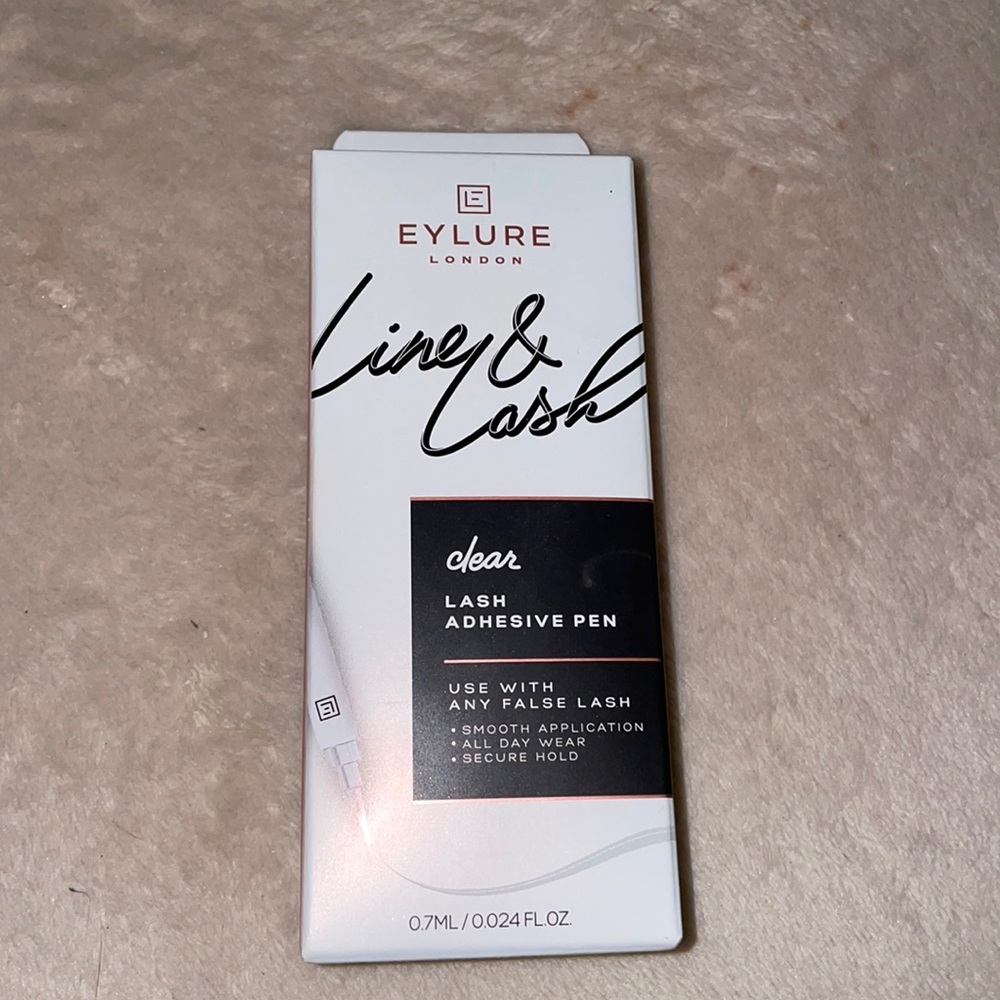 EYLURE
LONDON
Line &
Lash
clear
LASH
ADHESIVE PEN
USE WITH
ANY FALSE LASH
• SMOOTH APPLICATION
• ALL DAY WEAR
• SECURE HOLD
0.7ML / 0.024 FL.OZ.